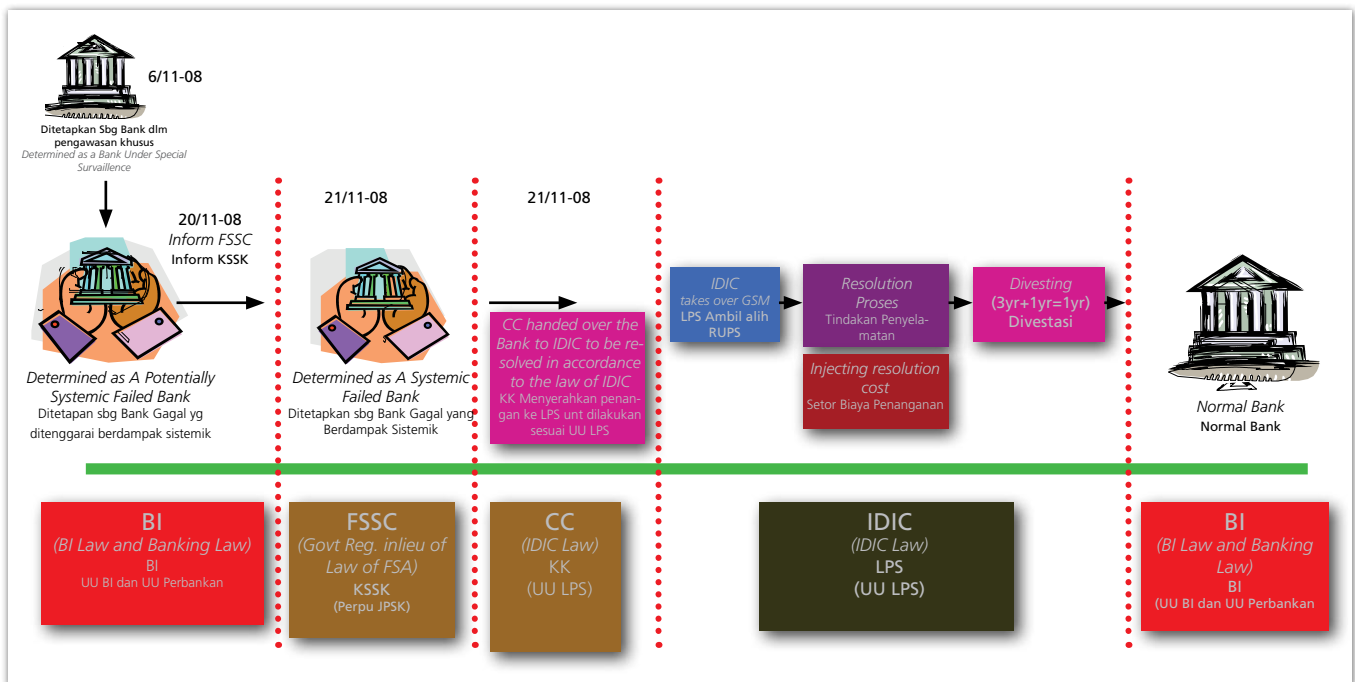 6/11-08
Ditetapkan Sbg Bank dlm
pengawasan khusus
Determined as a Bank Under Special
Survaillence
20/11-08
Inform FSSC
Inform KSSK
Determined as A Potentially
Systemic Failed Bank
Ditetapan sbg Bank Gagal yg
ditenggarai berdampak sistemik
21/11-08
Determined as A Systemic
Failed Bank
Ditetapkan sbg Bank Gagal yang
Berdampak Sistemik
21/11-08
CC handed over the
Bank to IDIC to be re-
solved in accordance
to the law of IDIC
KK Menyerahkan penan-
gan ke LPS unt dilakukan
sesuai UU LPS
IDIC
takes over GSM
LPS Ambil alih
RUPS
Resolution
Proses
Tindakan Penyela-
matan
Injecting resolution
cost
Setor Biaya Penanganan
Divesting
(3yr+1yr=1yr)
Divestasi
Normal Bank
Normal Bank
BI
(BI Law and Banking Law)
BI
UU BI dan UU Perbankan
FSSC
(Govt Reg. inlieu of
Law of FSA)
KSSK
(Perpu JPSK)
CC
(IDIC Law)
KK
(UU LPS)
IDIC
(IDIC Law)
LPS
(UU LPS)
BI
(BI Law and Banking
Law)
BI
(UU BI dan UU Perbankan